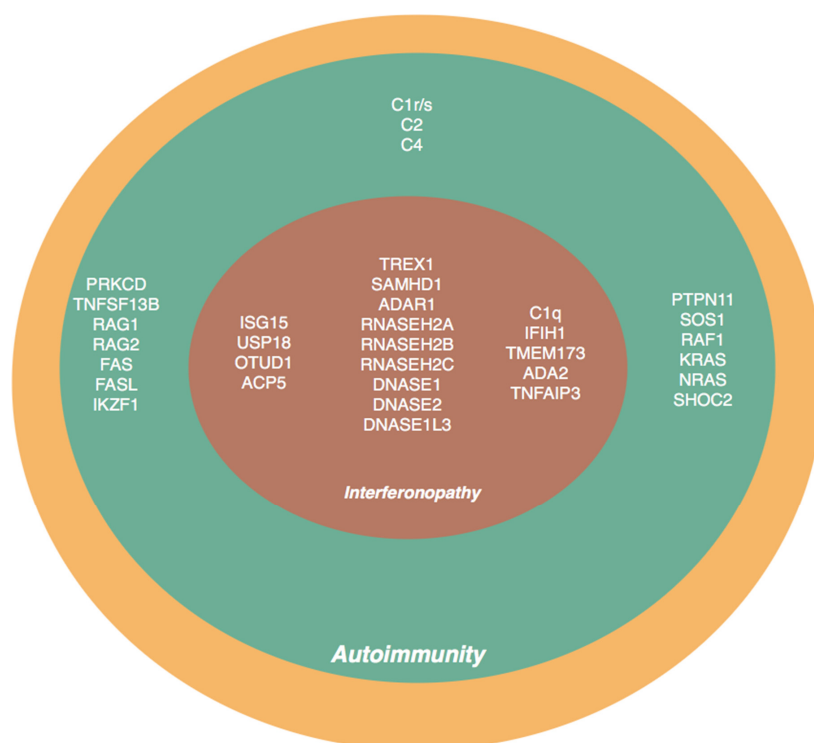 C1r/s
C2
C4
PRKCD
TNFSF13B
RAG1
RAG2
FAS
FASL
IKZF1
ISG15
USP18
OTUD1
ACP5
TREX1
SAMHD1
ADAR1
RNASEH2A
RNASEH2B
RNASEH2C
DNASE1
DNASE2
DNASE1L3
C1q
IFIH1
TMEM173
ADA2
TNFAIP3
PTPN11
SOS1
RAF1
KRAS
NRAS
SHOC2
Interferonopathy
Autoimmunity